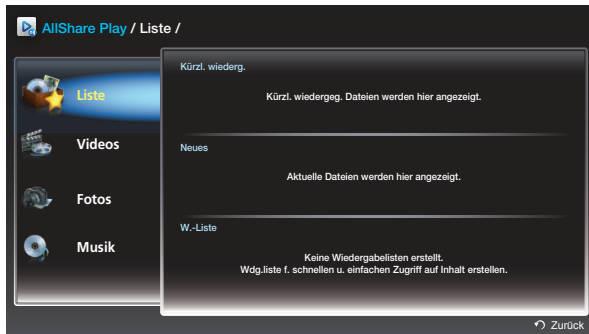 AllShare Play / Liste /
Liste
Videos
Fotos
Musik
Kürzl. wiederg.
Kürzl. wiedergeg. Dateien werden hier angezeigt.
Neues
Aktuelle Dateien werden hier angezeigt.
W.-Liste
Keine Wiedergabelisten erstellt.
Wdg.liste f. schnellen u. einfachen Zugriff auf Inhalt erstellen.
Zurück